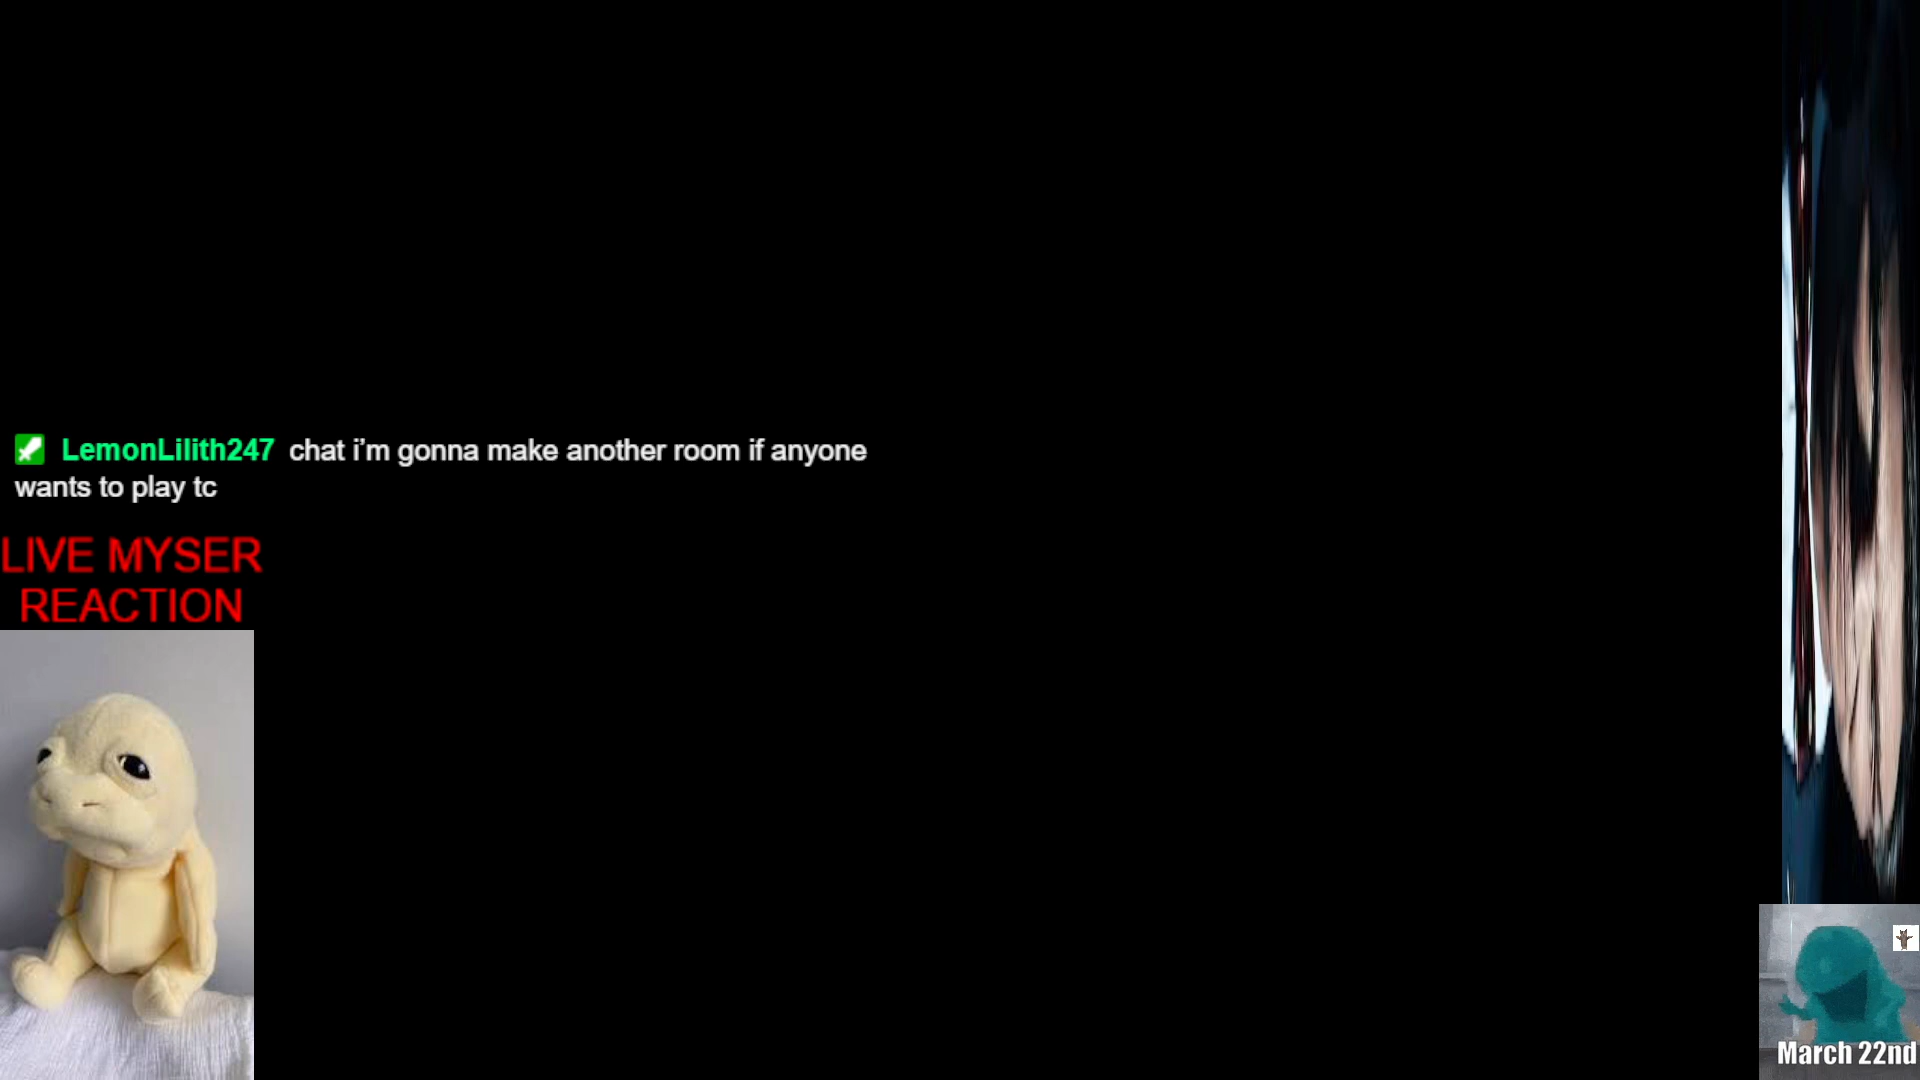 LemonLilith247 chat i'm gonna make another room if anyone
wants to play tc
LIVE MYSER
REACTION
March 22nd